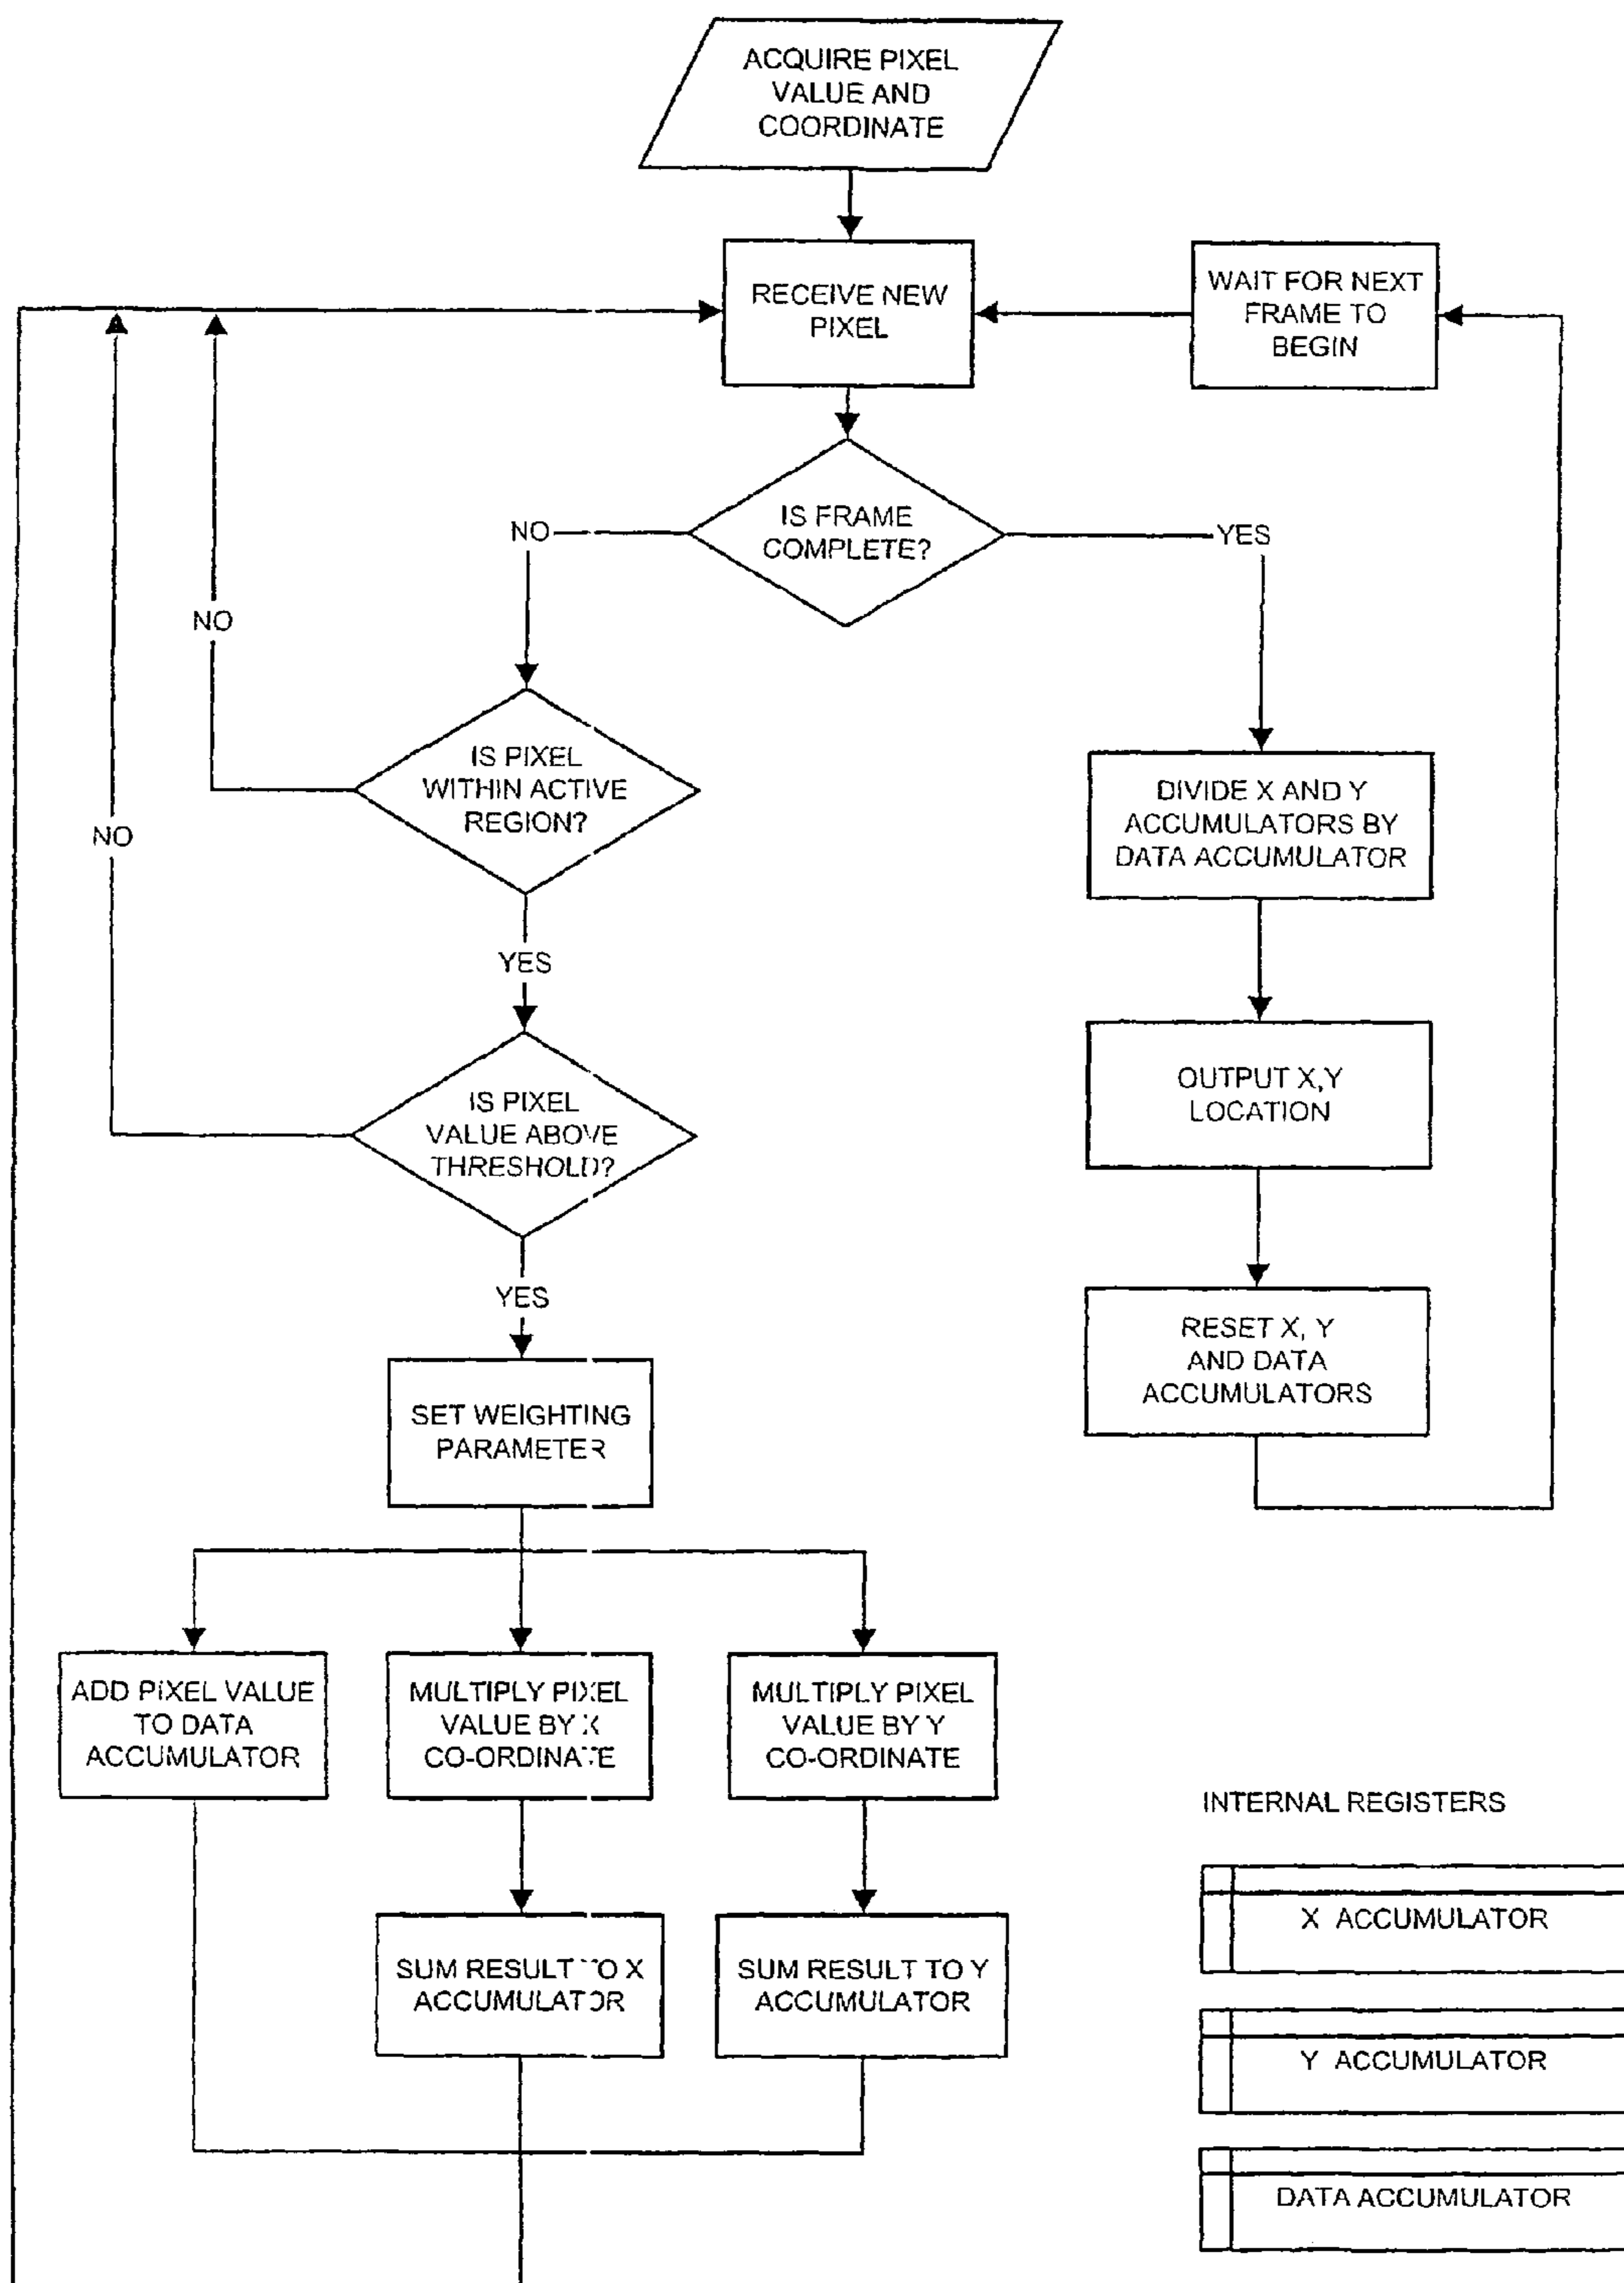 ACQUIRE PIXEL
VALUE AND
COORDINATE
RECEIVE NEW
PIXEL
WAIT FOR NEXT
FRAME TO
BEGIN
IS FRAME
COMPLETE?
NO
YES
NO
IS PIXEL
WITHIN ACTIVE
REGION?
NO
DIVIDE X AND Y
ACCUMULATORS BY
DATA ACCUMULATOR
YES
OUTPUT X,Y
LOCATION
IS PIXEL
VALUE ABOVE
THRESHOLD?
YES
RESET X, Y
AND DATA
ACCUMULATORS
SET WEIGHTING
PARAMETER
ADD PIXEL VALUE
TO DATA
ACCUMULATOR
MULTIPLY PIXEL
VALUE BY X
CO-ORDINATE
MULTIPLY PIXEL
VALUE BY Y
CO-ORDINATE
SUM RESULT TO X
ACCUMULATOR
SUM RESULT TO Y
ACCUMULATOR
INTERNAL REGISTERS
X ACCUMULATOR
Y ACCUMULATOR
DATA ACCUMULATOR